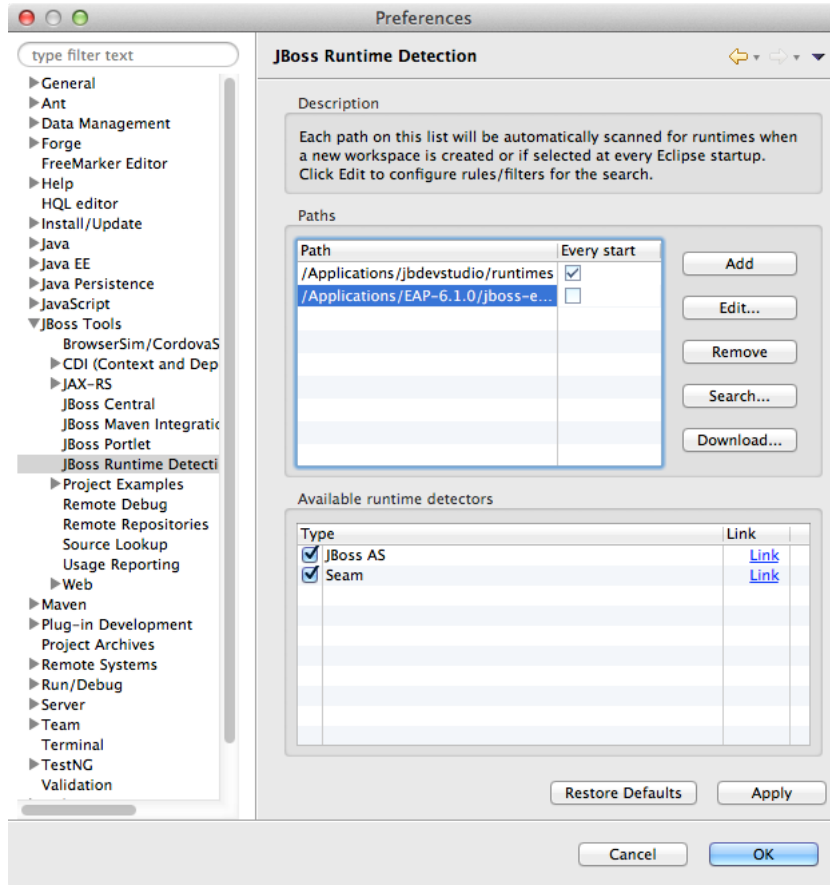 Preferences
type filter text
General
Ant
Data Management
Forge
FreeMarker Editor
Help
HQL editor
Install/Update
Java
Java EE
Java Persistence
JavaScript
JBoss Tools
BrowserSim/CordovaS
CDI (Context and Dep
JAX-RS
JBoss Central
JBoss Maven Integratic
JBoss Portlet
JBoss Runtime Detecti
Project Examples
Remote Debug
Remote Repositories
Source Lookup
Usage Reporting
Web
Maven
Plug-in Development
Project Archives
Remote Systems
Run/Debug
Server
Team
Terminal
TestNG
Validation
JBoss Runtime Detection
Description
Each path on this list will be automatically scanned for runtimes when
a new workspace is created or if selected at every Eclipse startup.
Click Edit to configure rules/filters for the search.
Paths
Path Every start
/Applications/jbdevstudio/runtimes
/Applications/EAP-6.1.0/jboss-e...
Add
Edit...
Remove
Search...
Download...
Available runtime detectors
Type Link
JBoss AS Link
Seam Link
Restore Defaults Apply
Cancel OK